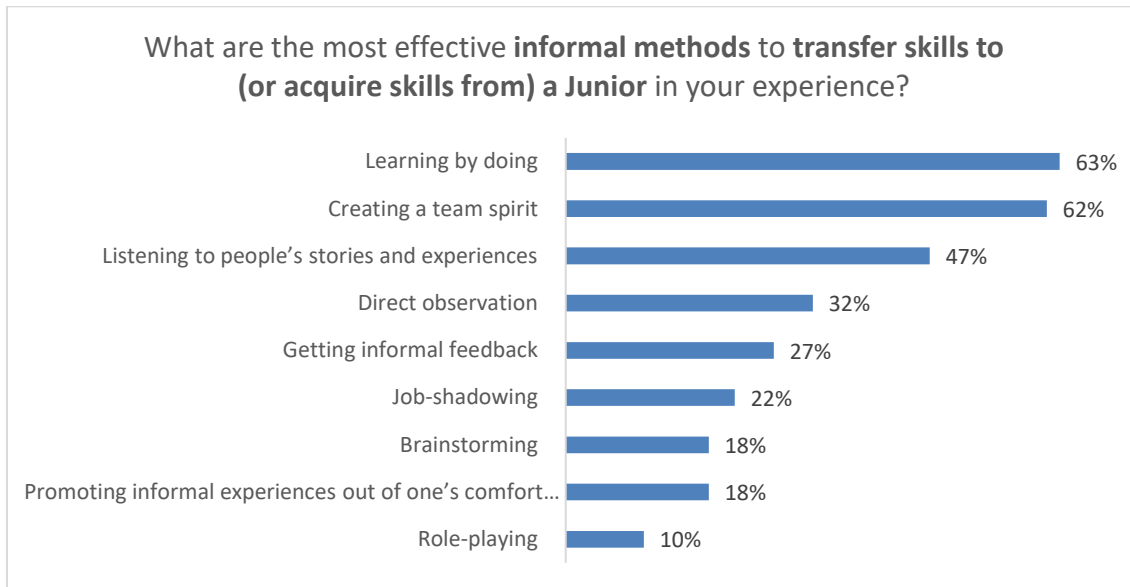 What are the most effective informal methods to transfer skills to
(or acquire skills from) a Junior in your experience?
Learning by doing 63%
Creating a team spirit 62%
Listening to people’s stories and experiences 47%
Direct observation 32%
Getting informal feedback 27%
Job-shadowing 22%
Brainstorming 18%
Promoting informal experiences out of one’s comfort… 18%
Role-playing 10%